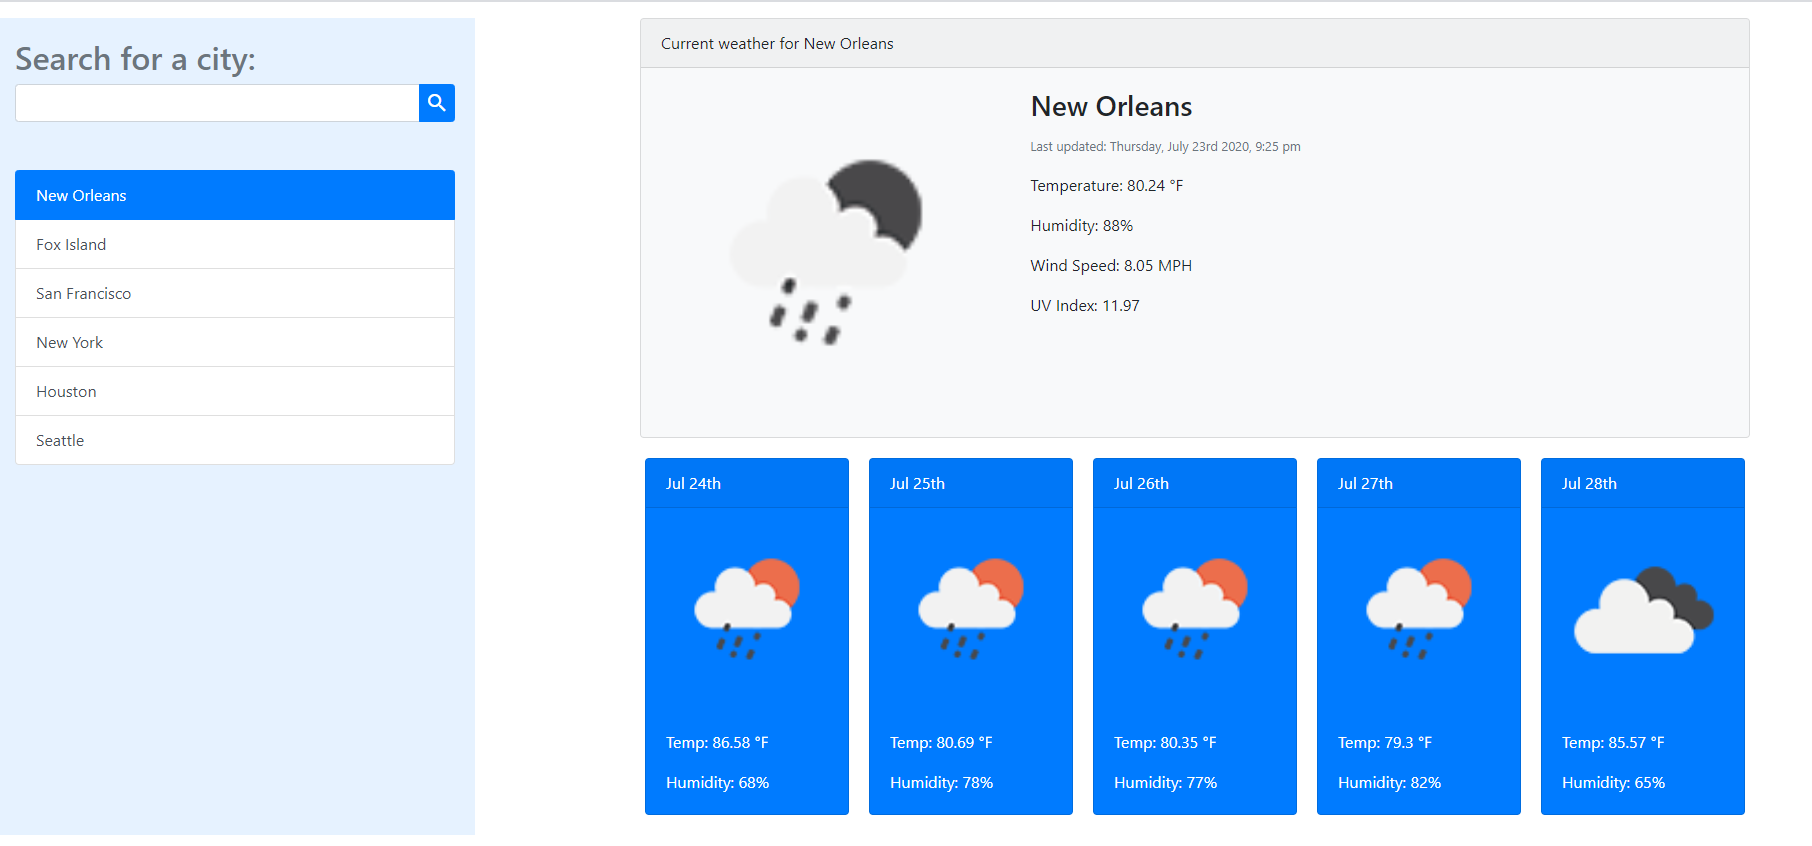 Search for a city:
New Orleans
Fox Island
San Francisco
New York
Houston
Seattle
Current weather for New Orleans
New Orleans
Last updated: Thursday, July 23rd 2020, 9:25 pm
Temperature: 80.24 °F
Humidity: 88%
Wind Speed: 8.05 MPH
UV Index: 11.97
Jul 24th
Temp: 86.58 °F
Humidity: 68%
Jul 25th
Temp: 80.69 °F
Humidity: 78%
Jul 26th
Temp: 80.35 °F
Humidity: 77%
Jul 27th
Temp: 79.3 °F
Humidity: 82%
Jul 28th
Temp: 85.57 °F
Humidity: 65%